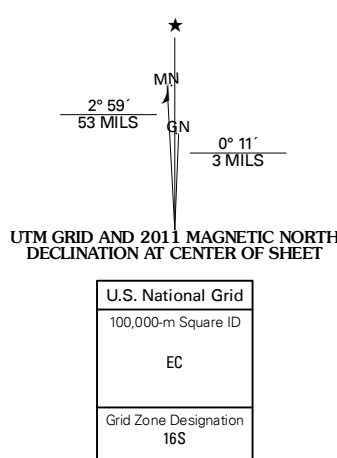 ★
MN
2° 59´
53 MILS
GN
0° 11´
3 MILS
UTM GRID AND 2011 MAGNETIC NORTH
DECLINATION AT CENTER OF SHEET
U.S. National Grid
100,000-m Square ID
EC
Grid Zone Designation
16S